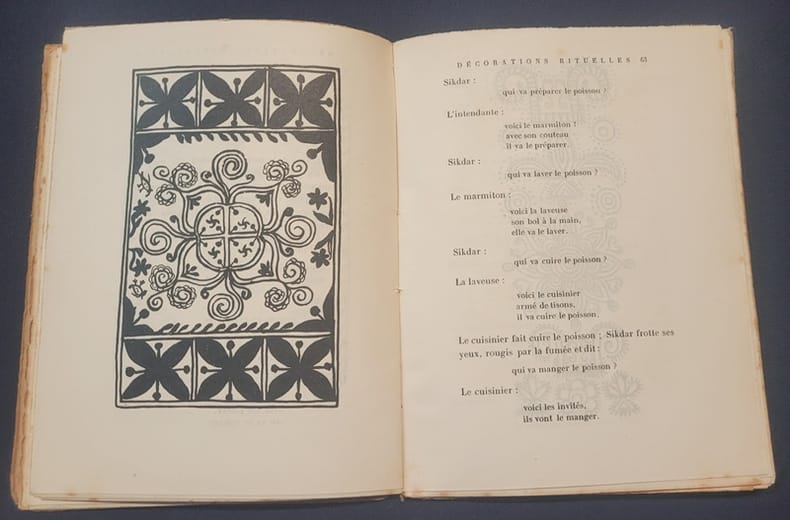 DÉCORATIONS RITUELLES 63
Sikdar :
qui va préparer le poisson ?
L'intendante :
voici le marmiton !
avec son couteau
il va le préparer.
Sikdar :
qui va laver le poisson ?
Le marmiton :
voici la laveuse
son bol à la main,
elle va le laver.
Sikdar :
qui va cuire le poisson ?
La laveuse :
voici le cuisinier
armé de tisons,
il va cuire le poisson.
Le cuisinier fait cuire le poisson ; Sikdar frotte ses
yeux, rougis par la fumée et dit :
qui va manger le poisson ?
Le cuisinier :
voici les invités,
ils vont le manger.